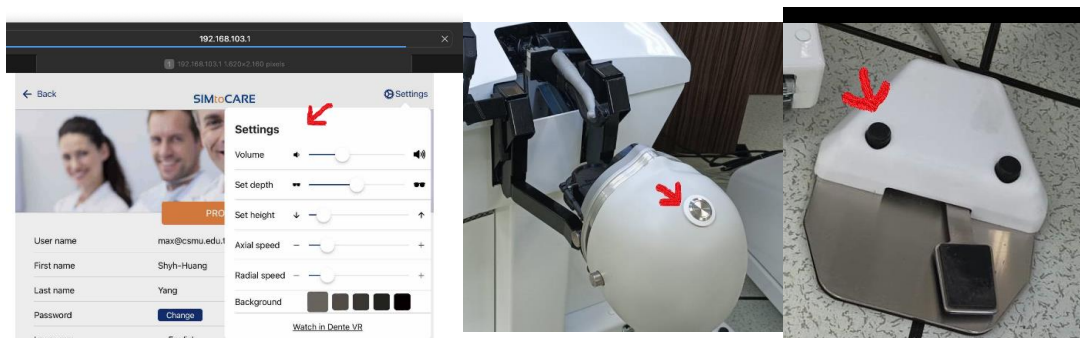 192.168.103.1
1 192.168.103.1 1.620×2.160 pixels
← Back
SIMtoCARE
Settings
Settings
Volume
Set depth
Set height
Axial speed
Radial speed
Background
Watch in Dente VR
PRO
User name max@csmu.edu.t
First name Shyh-Huang
Last name Yang
Password Change